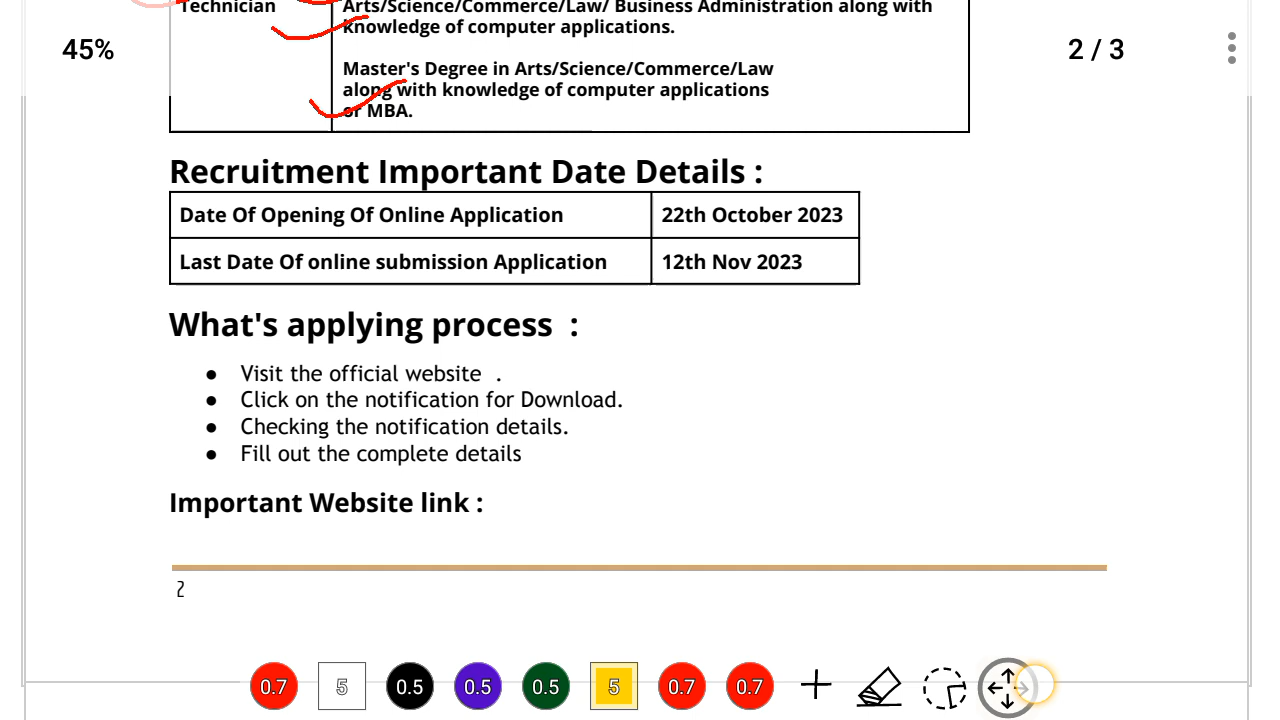 Technician
Arts/Science/Commerce/Law/ Business Administration along with
knowledge of computer applications.
45%
2 / 3
Master's Degree in Arts/Science/Commerce/Law
along with knowledge of computer applications
or MBA.
Recruitment Important Date Details :
Date Of Opening Of Online Application
22th October 2023
Last Date Of online submission Application
12th Nov 2023
What's applying process :
● Visit the official website .
● Click on the notification for Download.
● Checking the notification details.
● Fill out the complete details
Important Website link :
2
0.7
5
0.5
0.5
0.5
5
0.7
0.7